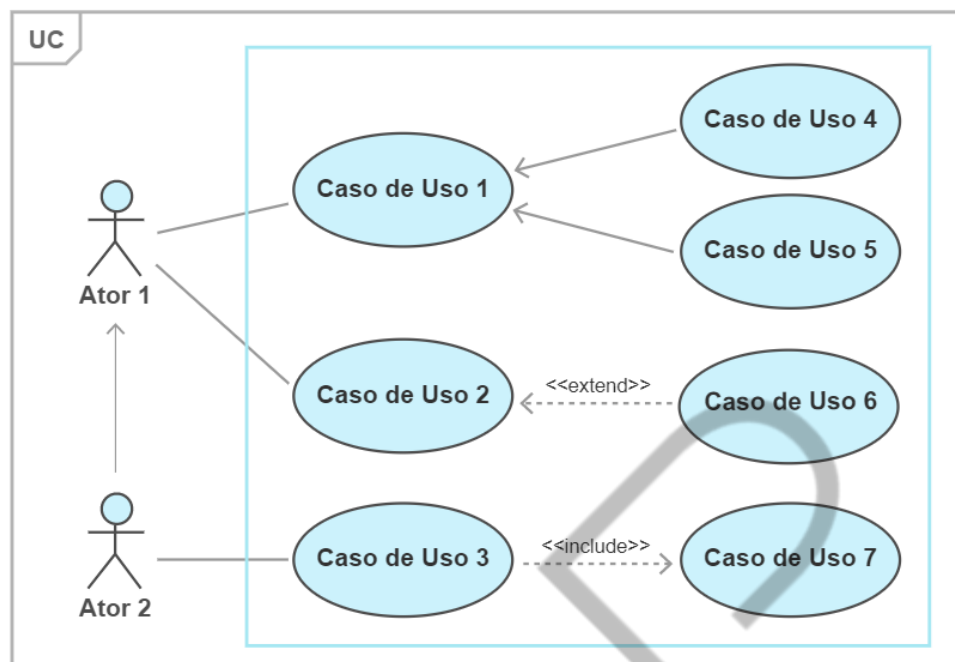 UC
Caso de Uso 4
Caso de Uso 1
Caso de Uso 5
Ator 1
Caso de Uso 2
<<extend>>
Caso de Uso 6
Caso de Uso 3
<<include>>
Caso de Uso 7
Ator 2